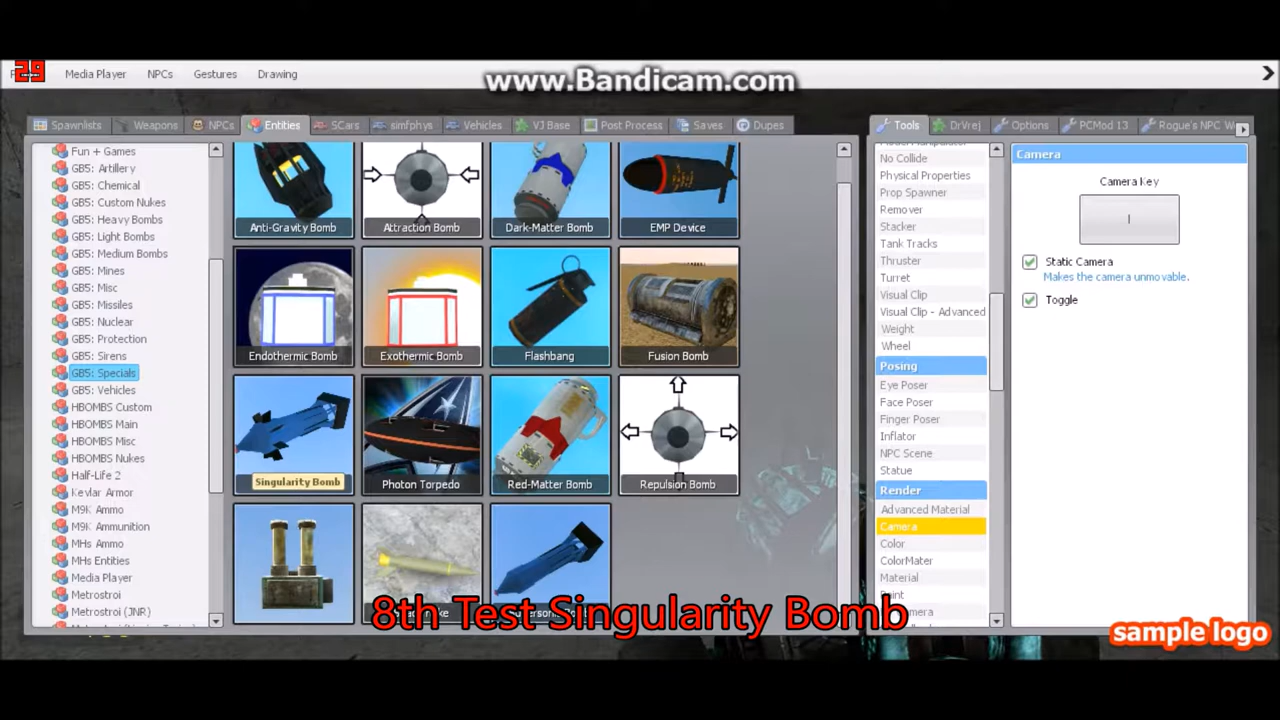 29
www.Bandicam.com
Media Player NPCs Gestures Drawing
Spawnlists Weapons NPCs Entities SCars simfphys Vehicles VJ Base Post Process Saves Dupes
Tools DrVrej Options PCMod 13 Rogue's NPC W
Fun + Games
GB5: Artillery
GB5: Chemical
GB5: Custom Nukes
GB5: Heavy Bombs
GB5: Light Bombs
GB5: Medium Bombs
GB5: Mines
GB5: Misc
GB5: Missiles
GB5: Nuclear
GB5: Protection
GB5: Sirens
GB5: Specials
GB5: Vehicles
HBOMBS Custom
HBOMBS Main
HBOMBS Misc
HBOMBS Nukes
Half-Life 2
Kevlar Armor
M9K Ammo
M9K Ammunition
MHs Ammo
MHs Entities
Media Player
Metrostroi
Metrostroi (JNR)
Anti-Gravity Bomb Attraction Bomb Dark-Matter Bomb EMP Device
Endothermic Bomb Exothermic Bomb Flashbang Fusion Bomb
Singularity Bomb Photon Torpedo Red-Matter Bomb Repulsion Bomb
8th Test Singularity Bomb
No Collide
Physical Properties
Prop Spawner
Remover
Stacker
Tank Tracks
Thruster
Turret
Visual Clip
Visual Clip - Advanced
Weight
Wheel
Posing
Eye Poser
Face Poser
Finger Poser
Inflator
NPC Scene
Statue
Render
Advanced Material
Camera
Color
ColorMater
Material
Camera
Camera Key
I
Static Camera
Makes the camera unmovable.
Toggle
sample logo